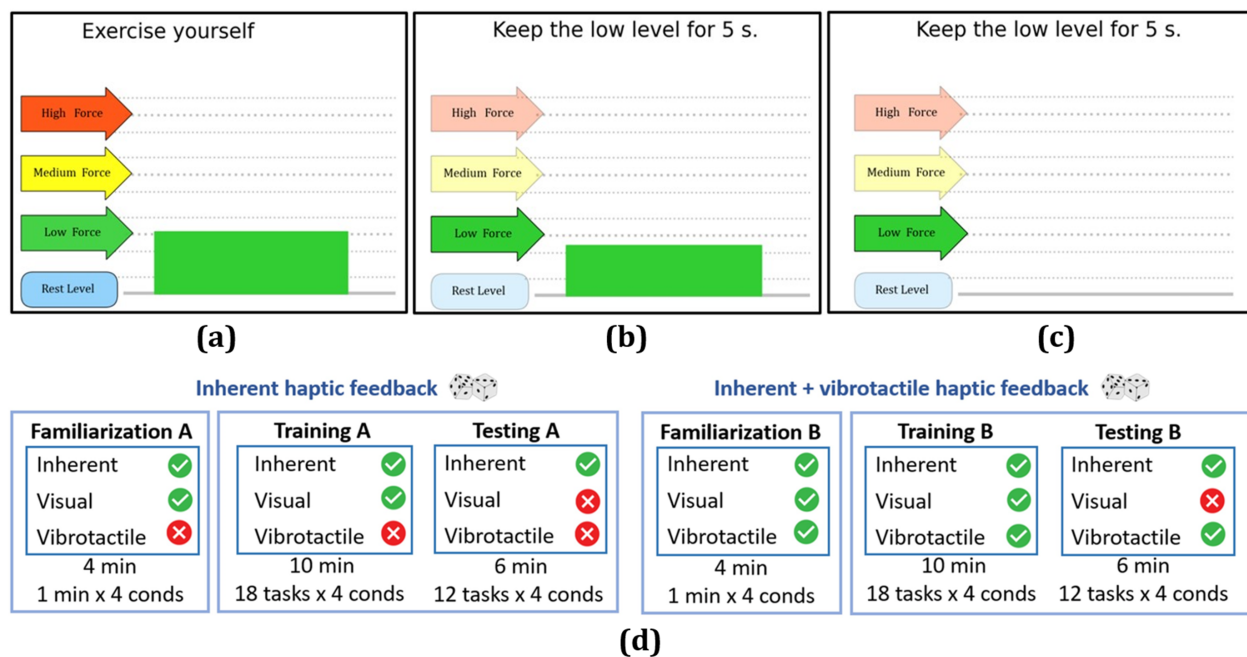 Exercise yourself
High Force
Medium Force
Low Force
Rest Level
(a)
Keep the low level for 5 s.
High Force
Medium Force
Low Force
Rest Level
(b)
Keep the low level for 5 s.
High Force
Medium Force
Low Force
Rest Level
(c)
Inherent haptic feedback
Familiarization A
Inherent
Visual
Vibrotactile
4 min
1 min x 4 conds
Training A
Inherent
Visual
Vibrotactile
10 min
18 tasks x 4 conds
Testing A
Inherent
Visual
Vibrotactile
6 min
12 tasks x 4 conds
Inherent + vibrotactile haptic feedback
Familiarization B
Inherent
Visual
Vibrotactile
4 min
1 min x 4 conds
Training B
Inherent
Visual
Vibrotactile
10 min
18 tasks x 4 conds
Testing B
Inherent
Visual
Vibrotactile
6 min
12 tasks x 4 conds
(d)